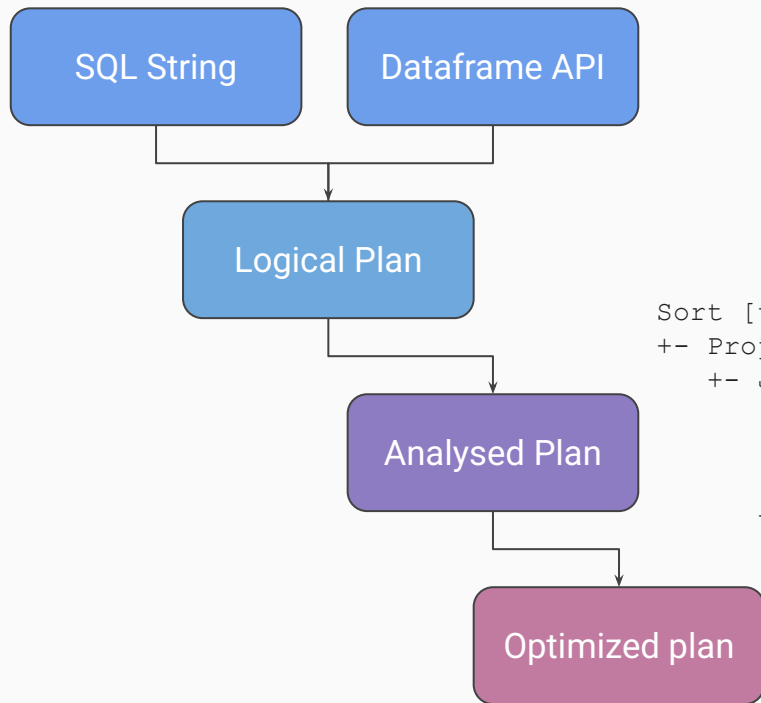 SQL String
Dataframe API
Logical Plan
Sort [
+- Pro
+-
Analysed Plan
Optimized plan